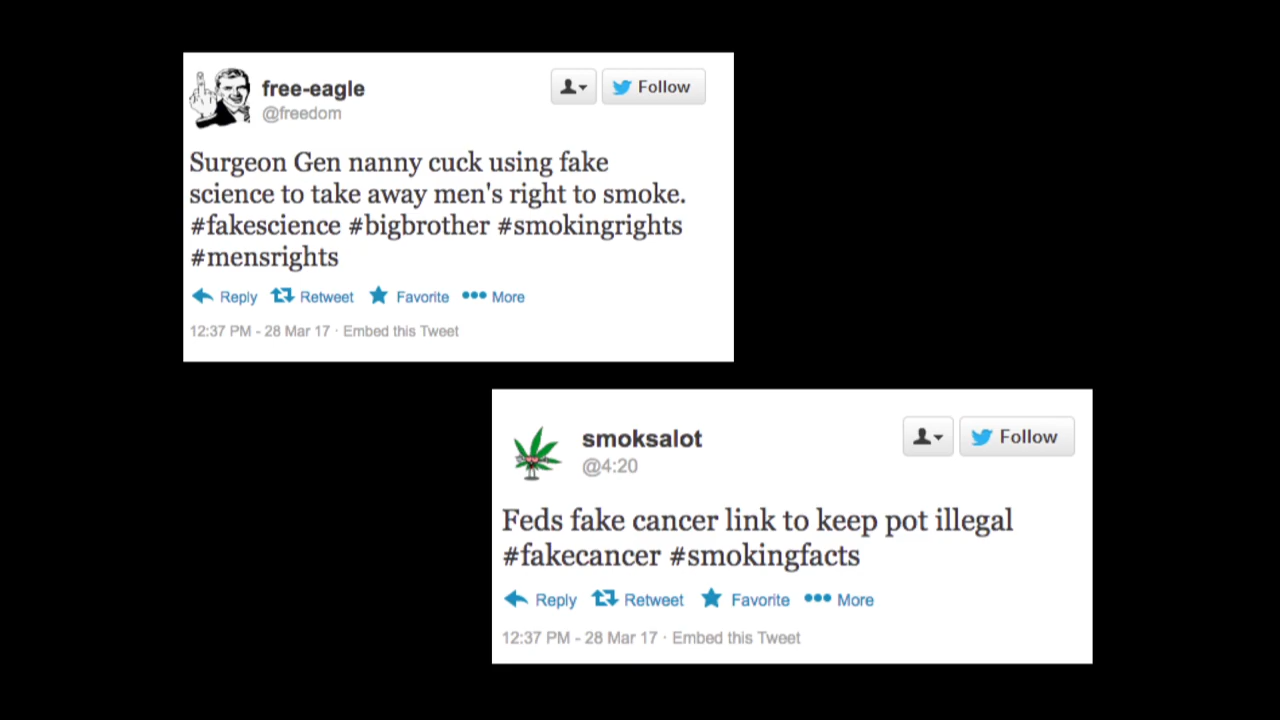 free-eagle
@freedom
Follow
Surgeon Gen nanny cuck using fake
science to take away men's right to smoke.
#fakescience #bigbrother #smokingrights
#mensrights
Reply Retweet Favorite More
12:37 PM - 28 Mar 17 · Embed this Tweet
smoksalot
@4:20
Follow
Feds fake cancer link to keep pot illegal
#fakecancer #smokingfacts
Reply Retweet Favorite More
12:37 PM - 28 Mar 17 · Embed this Tweet